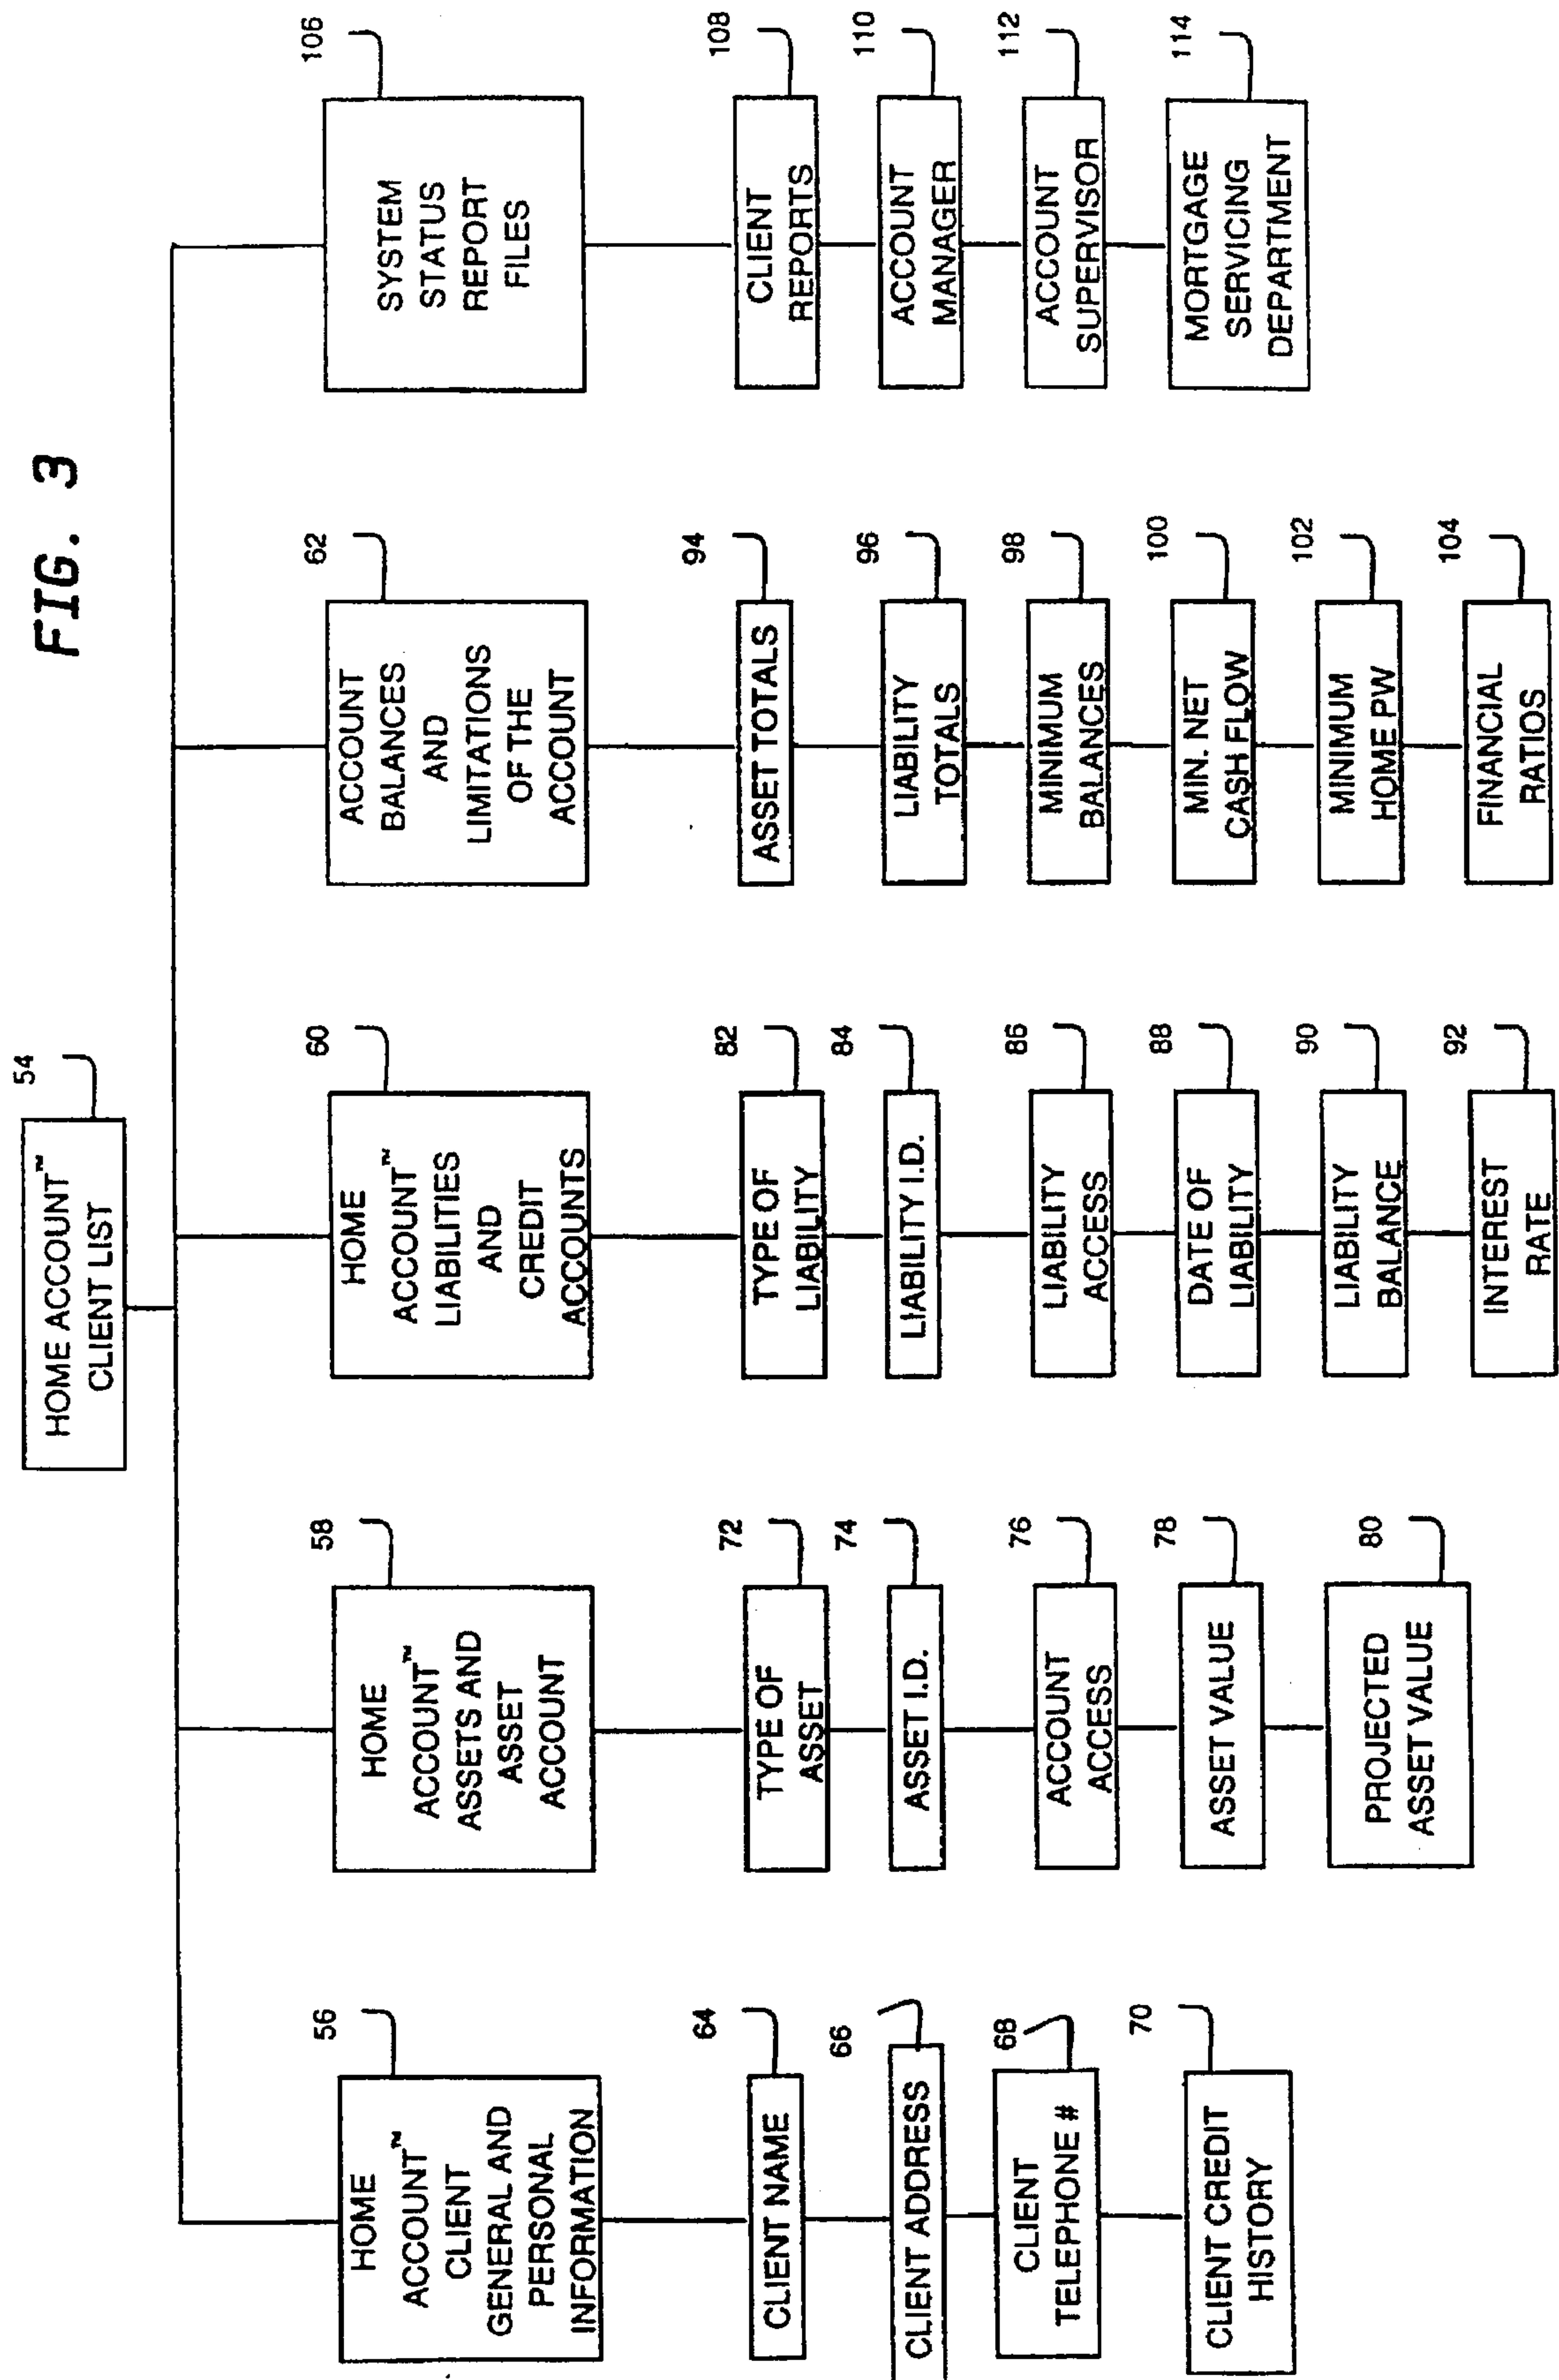 FIG. 3
54
HOME ACCOUNT™
CLIENT LIST
56
HOME
ACCOUNT™
CLIENT
GENERAL AND
PERSONAL
INFORMATION
64
CLIENT NAME
66
CLIENT ADDRESS
68
CLIENT
TELEPHONE #
70
CLIENT CREDIT
HISTORY
58
HOME
ACCOUNT™
ASSETS AND
ASSET
ACCOUNT
72
TYPE OF
ASSET
74
ASSET I.D.
76
ACCOUNT
ACCESS
78
ASSET VALUE
80
PROJECTED
ASSET VALUE
60
HOME
ACCOUNT™
LIABILITIES
AND
CREDIT
ACCOUNTS
82
TYPE OF
LIABILITY
84
LIABILITY I.D.
86
LIABILITY
ACCESS
88
DATE OF
LIABILITY
90
LIABILITY
BALANCE
92
INTEREST
RATE
62
ACCOUNT
BALANCES
AND
LIMITATIONS
OF THE
ACCOUNT
94
ASSET TOTALS
96
LIABILITY
TOTALS
98
MINIMUM
BALANCES
100
MIN. NET
CASH FLOW
102
MINIMUM
HOME PW
104
FINANCIAL
RATIOS
106
SYSTEM
STATUS
REPORT
FILES
108
CLIENT
REPORTS
110
ACCOUNT
MANAGER
112
ACCOUNT
SUPERVISOR
114
MORTGAGE
SERVICING
DEPARTMENT